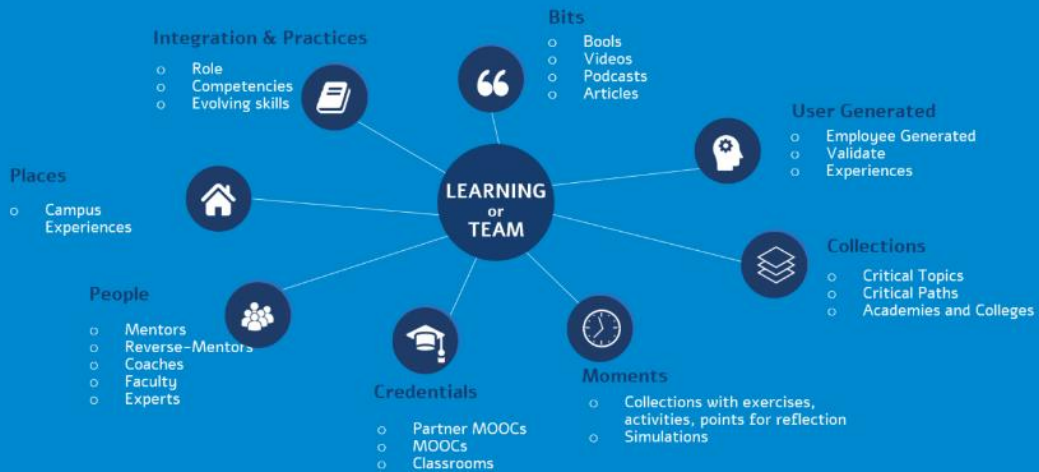 Integration & Practices
o Role
o Competencies
o Evolving skills
Bits
o Bools
o Videos
o Podcasts
o Articles
User Generated
o Employee Generated
o Validate
o Experiences
Places
o Campus
Experiences
LEARNING
or
TEAM
Collections
o Critical Topics
o Critical Paths
o Academies and Colleges
People
o Mentors
o Reverse-Mentors
o Coaches
o Faculty
o Experts
Credentials
o Partner MOOCs
o MOOCs
o Classrooms
Moments
o Collections with exercises,
activities, points for reflection
o Simulations